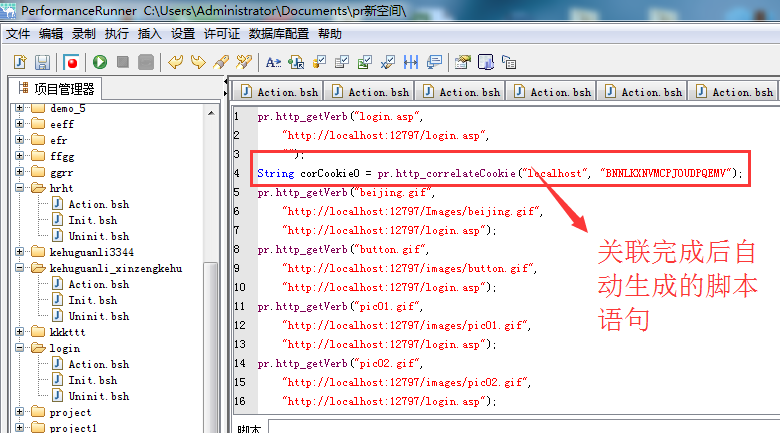 PerformanceRunner C:\Users\Administrator\Documents\pr新空间\
文件 编辑 录制 执行 插入 设置 许可证 数据库配置 帮助
项目管理器
demo_5
eeff
efr
ffgg
ggrr
hrht
Action.bsh
Init.bsh
Uninit.bsh
kehuguanli3344
kehuguanli_xinzengkehu
Action.bsh
Init.bsh
Uninit.bsh
kkkttt
login
Action.bsh
Init.bsh
Uninit.bsh
project
project1
Action.bsh Action.bsh Action.bsh Action.bsh Action.bsh Action.bsh
1 pr.http_getVerb("login.asp",
2 "http://localhost:12797/login.asp",
3 "");
4 String corCookie0 = pr.http_correlateCookie("localhost", "BNNLKXNVMCPJOUDPQEMV");
5 pr.http_getVerb("beijing.gif",
6 "http://localhost:12797/Images/beijing.gif",
7 "http://localhost:12797/login.asp");
8 pr.http_getVerb("button.gif",
9 "http://localhost:12797/images/button.gif",
10 "http://localhost:12797/login.asp");
11 pr.http_getVerb("pic01.gif",
12 "http://localhost:12797/images/pic01.gif",
13 "http://localhost:12797/login.asp");
14 pr.http_getVerb("pic02.gif",
15 "http://localhost:12797/images/pic02.gif",
16 "http://localhost:12797/login.asp");
关联完成后自
动生成的脚本
语句
脚本